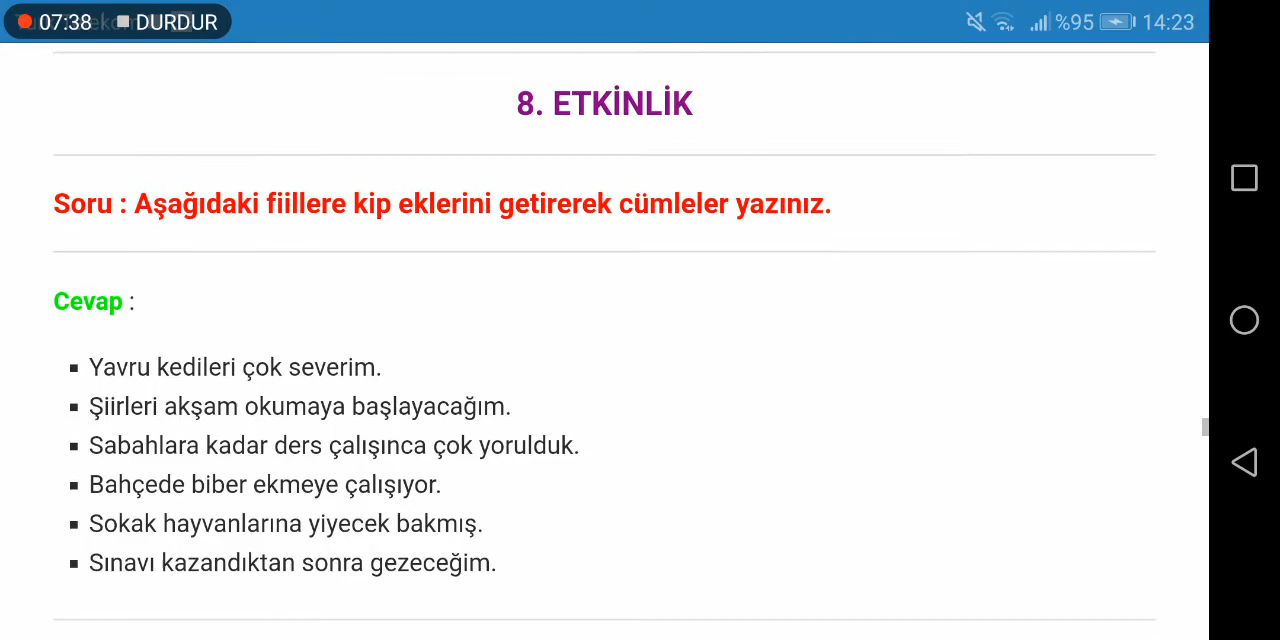 07:38 DURDUR %95 14:23
8. ETKİNLİK
Soru : Aşağıdaki fiillere kip eklerini getirerek cümleler yazınız.
Cevap :
Yavru kedileri çok severim.
Şiirleri akşam okumaya başlayacağım.
Sabahlara kadar ders çalışınca çok yorulduk.
Bahçede biber ekmeye çalışıyor.
Sokak hayvanlarına yiyecek bakmış.
Sınavı kazandıktan sonra gezeceğim.